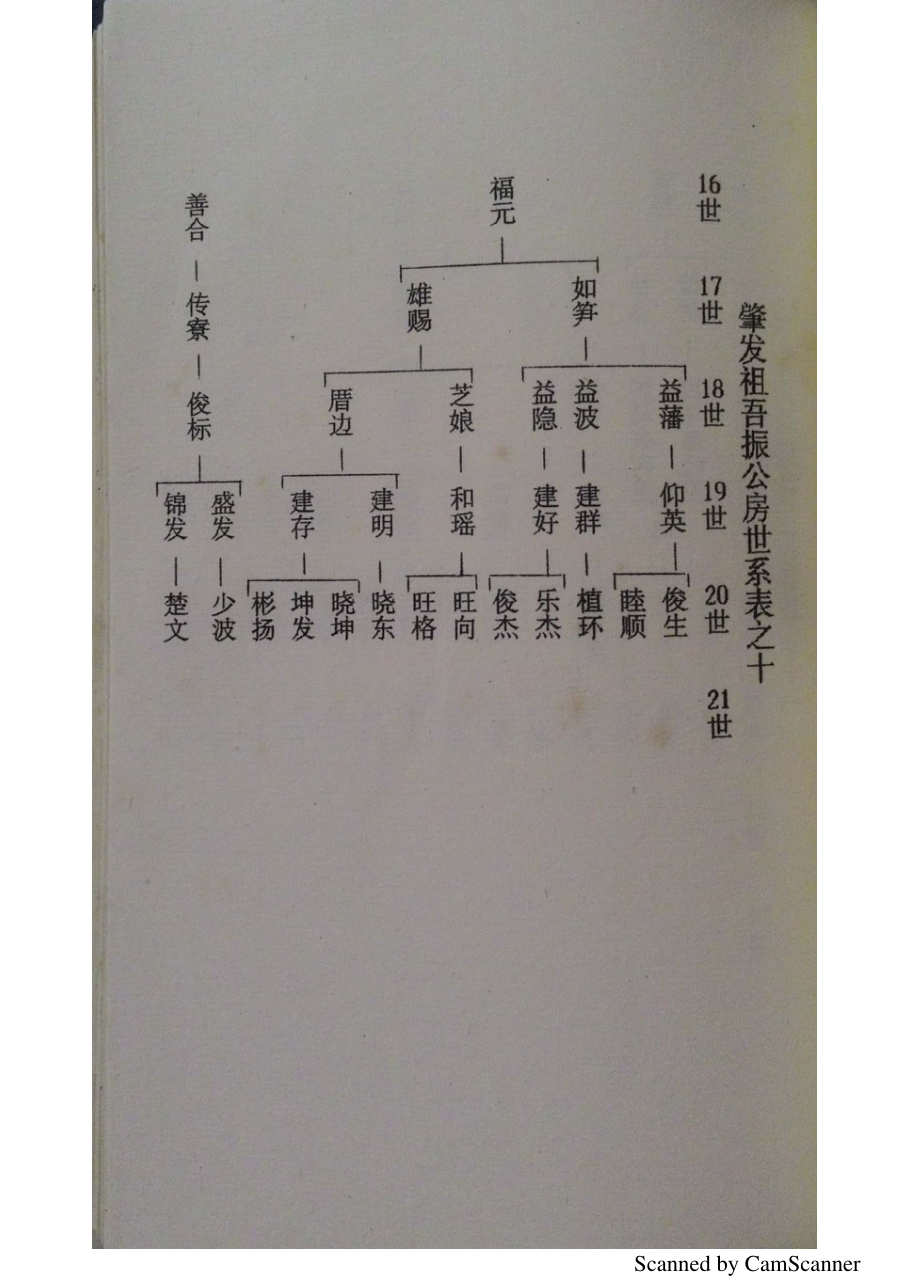 肇发祖吾振公房世系表之十
16世
17世
18世
19世
20世
21世
福元
如笋
雄赐
益藩
益波
益隐
芝娘
厝边
仰英
建群
建好
和瑶
建明
建存
俊生
睦顺
植环
乐杰
俊杰
旺向
旺格
晓东
晓坤
坤发
彬扬
善合
传寮
俊标
盛发
锦发
少波
楚文
Scanned by CamScanner